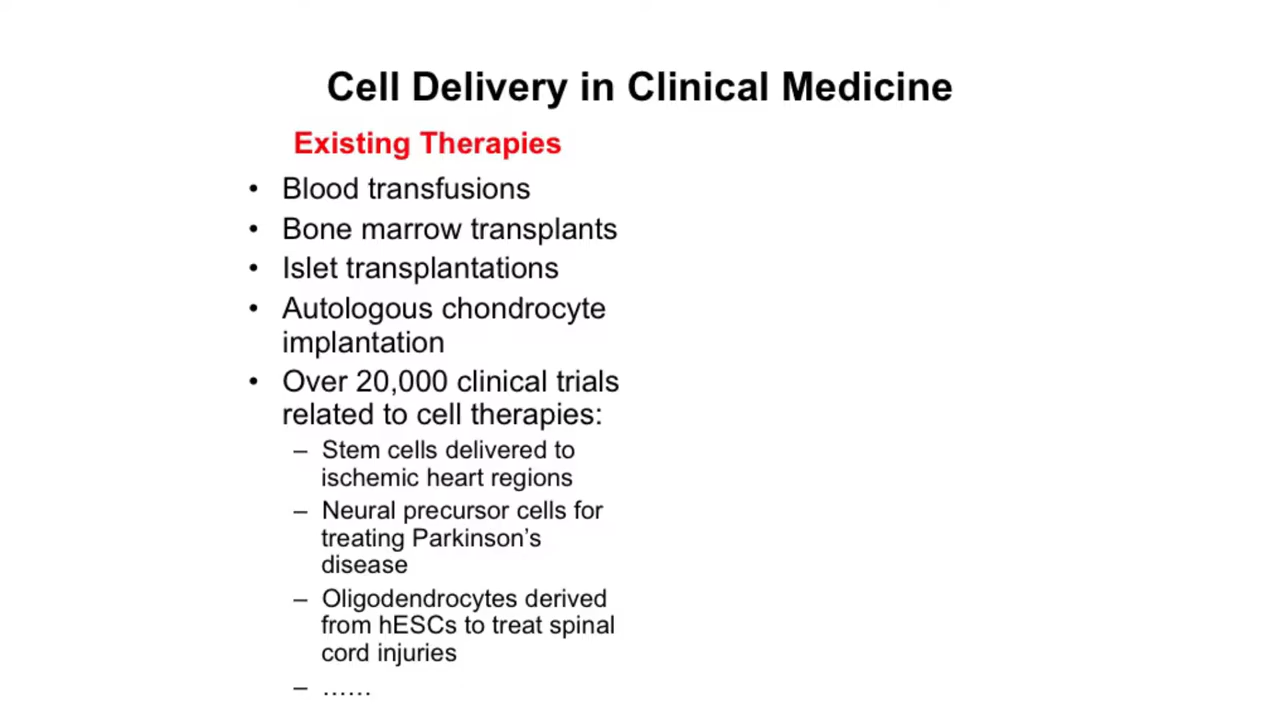 Cell Delivery in Clinical Medicine
Existing Therapies
• Blood transfusions
• Bone marrow transplants
• Islet transplantations
• Autologous chondrocyte
implantation
• Over 20,000 clinical trials
related to cell therapies:
– Stem cells delivered to
ischemic heart regions
– Neural precursor cells for
treating Parkinson’s
disease
– Oligodendrocytes derived
from hESCs to treat spinal
cord injuries
– ……